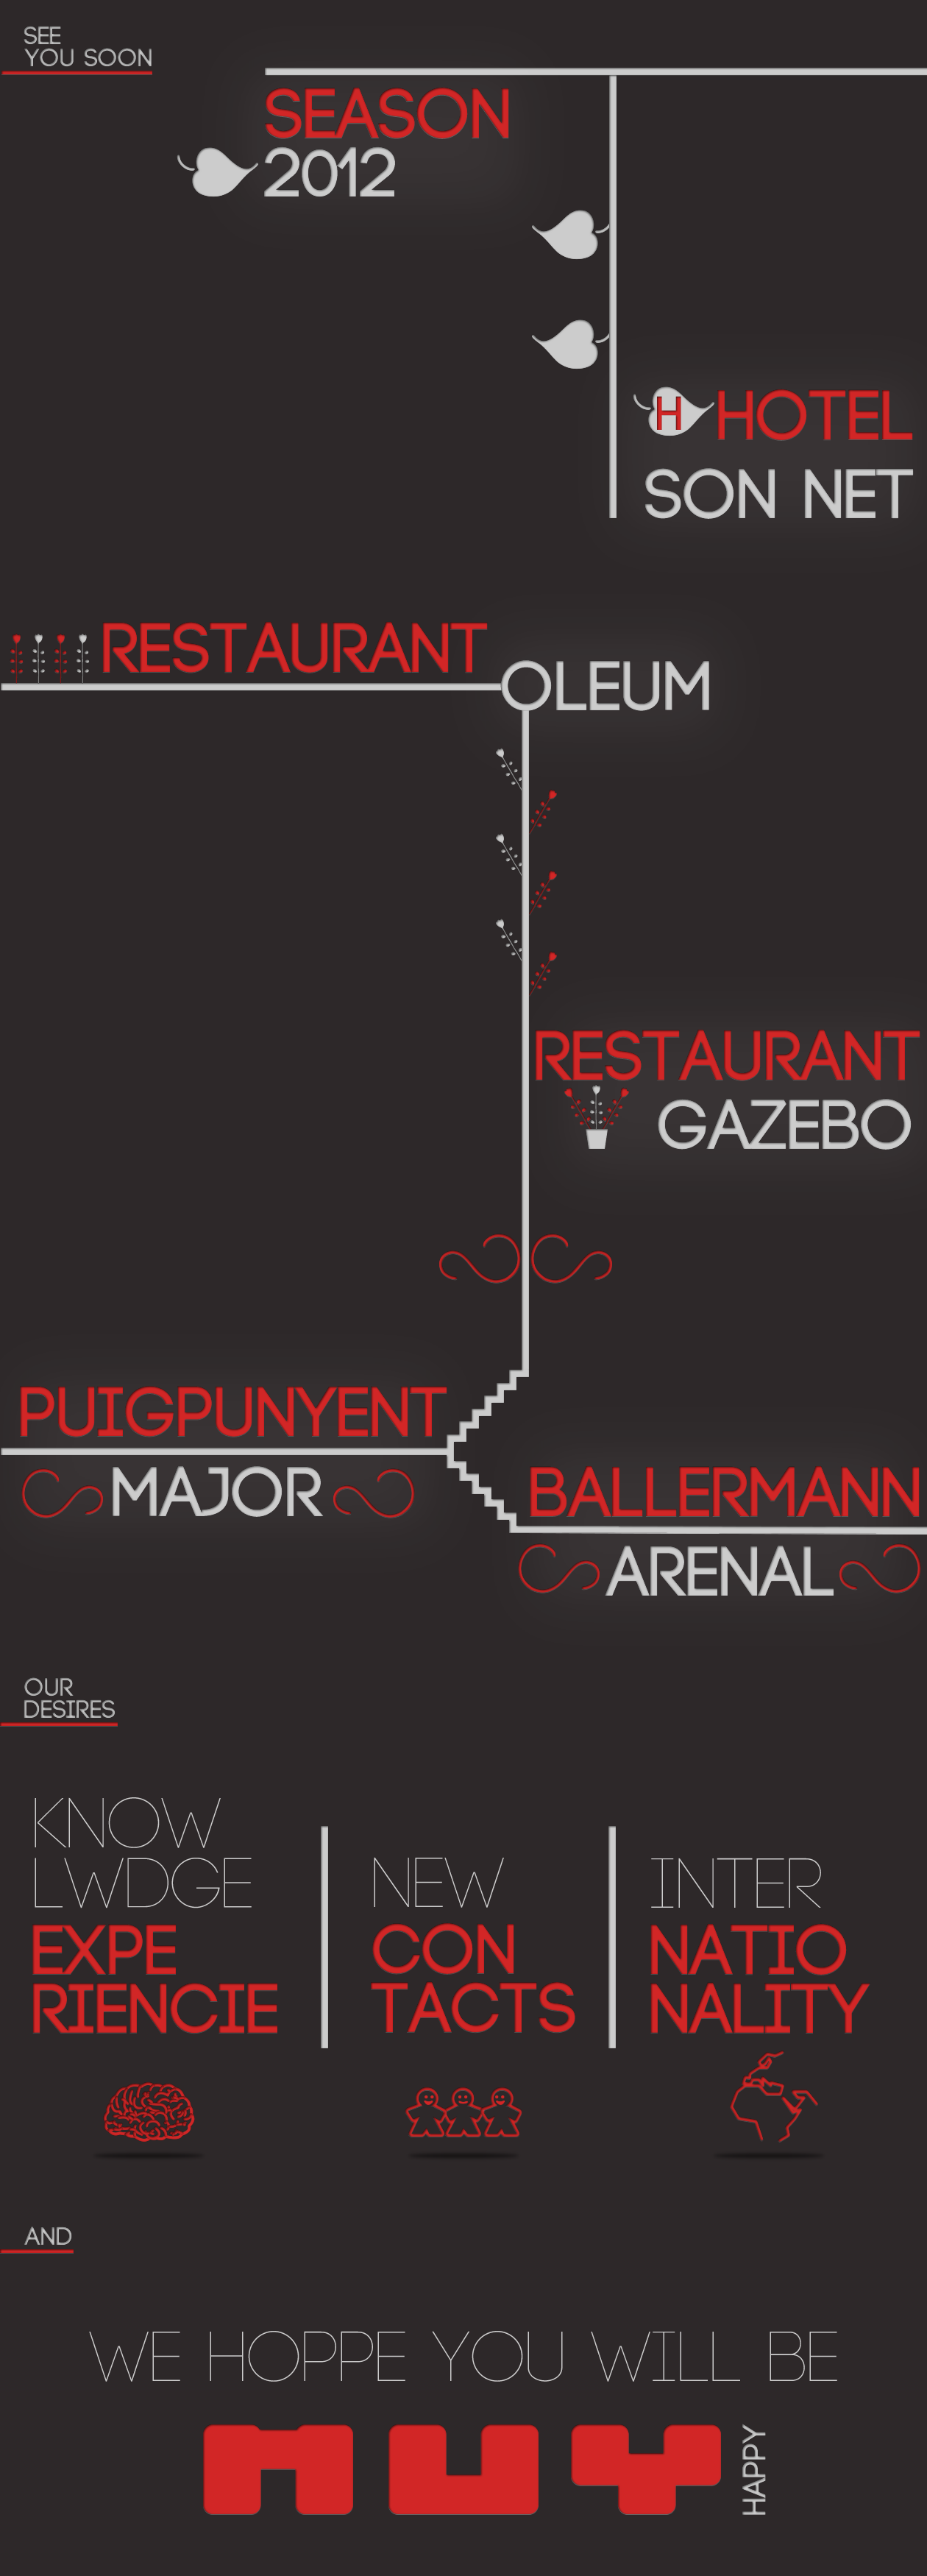 SEE
YOU SOON
SEASON
2012
H HOTEL
SON NET
RESTAURANT
OLEUM
RESTAURANT
GAZEBO
PUIGPUNYENT
MAJOR
BALLERMANN
ARENAL
OUR
DESIRES
KNOW
LWDGE
EXPE
RIENCIE
NEW
CON
TACTS
INTER
NATIO
NALITY
AND
WE HOPPE YOU WILL BE
MUY
HAPPY